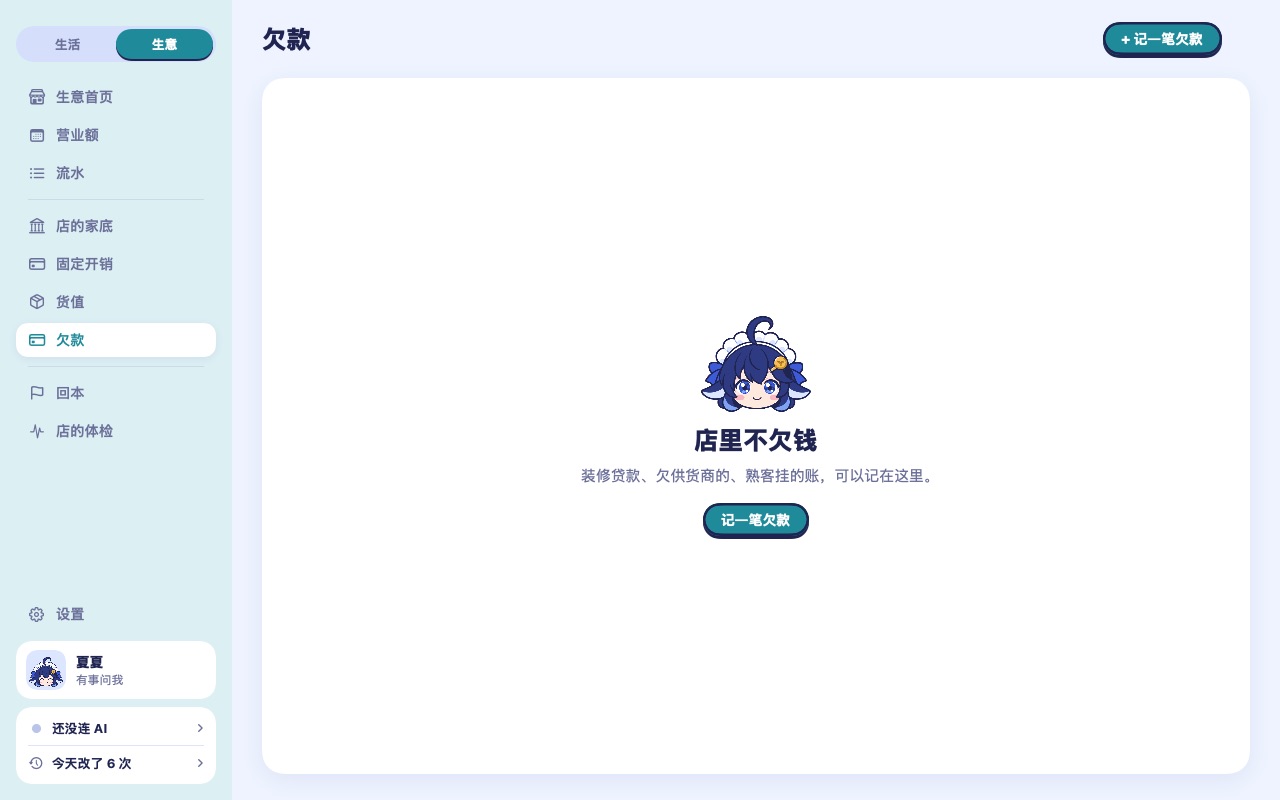 生活
生意
生意首页
营业额
流水
店的家底
固定开销
货值
欠款
回本
店的体检
设置
夏夏
有事问我
还没连 AI
今天改了 6 次
欠款
+ 记一笔欠款
店里不欠钱
装修贷款、欠供货商的、熟客挂的账，可以记在这里。
记一笔欠款